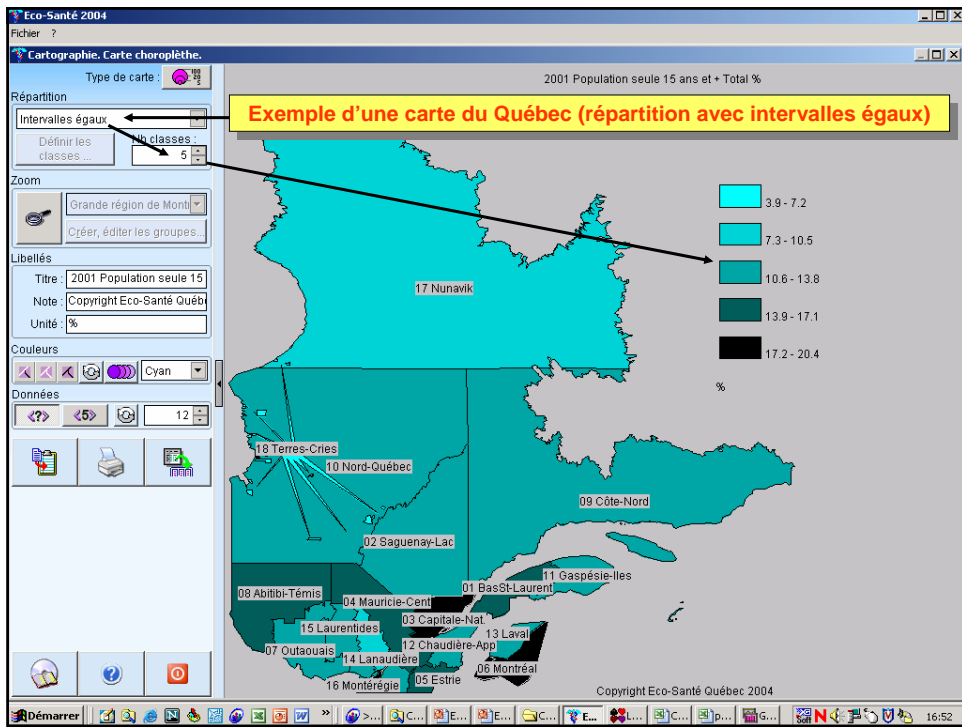 Eco-Santé 2004
Fichier ?
Cartographie. Carte choroplèthe.
Type de carte :
100
20
5
2001 Population seule 15 ans et + Total %
Répartition
Intervalles égaux
Exemple d'une carte du Québec (répartition avec intervalles égaux)
Définir les
classes ...
Nb classes :
5
Zoom
Grande région de Montr
Créer, éditer les groupes...
Libellés
Titre : 2001 Population seule 15
Note : Copyright Eco-Santé Québ
Unité : %
Couleurs
Cyan
Données
<?> <5> 12
3.9 - 7.2
7.3 - 10.5
10.6 - 13.8
13.9 - 17.1
17.2 - 20.4
%
17 Nunavik
18 Terres-Cries
10 Nord-Québec
09 Côte-Nord
02 Saguenay-Lac
11 Gaspésie-Iles
01 BasSt-Laurent
08 Abitibi-Témis
04 Mauricie-Cent
03 Capitale-Nat.
15 Laurentides
13 Laval
12 Chaudière-App
07 Outaouais
14 Lanaudière
06 Montréal
05 Estrie
16 Montérégie
Copyright Eco-Santé Québec 2004
Démarrer » >... C... E... E... C... E... L... C... p... G... 16:52